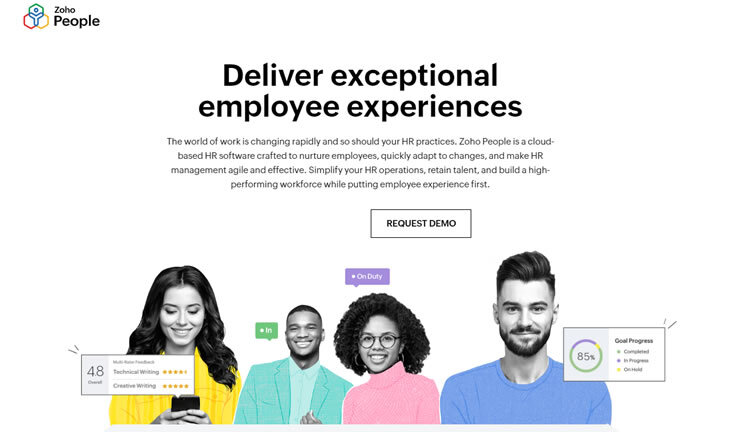 Zoho
People
Deliver exceptional
employee experiences
The world of work is changing rapidly and so should your HR practices. Zoho People is a cloud-
based HR software crafted to nurture employees, quickly adapt to changes, and make HR
management agile and effective. Simplify your HR operations, retain talent, and build a high-
performing workforce while putting employee experience first.
REQUEST DEMO
On Duty
In
4.8
Overall
Multi-Rater Feedback
Technical Writing
Creative Writing
85%
Goal Progress
Completed
In Progress
On Hold